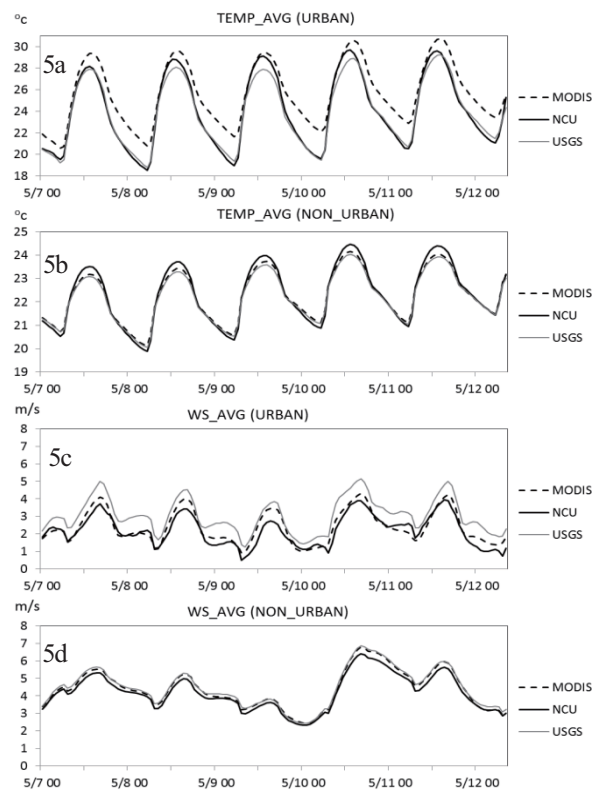 TEMP_AVG (URBAN)
oc
5a
30
28
26
24
22
20
18
5/7 00 5/8 00 5/9 00 5/10 00 5/11 00 5/12 00
MODIS
NCU
USGS
TEMP_AVG (NON_URBAN)
oc
5b
25
24
23
22
21
20
19
5/7 00 5/8 00 5/9 00 5/10 00 5/11 00 5/12 00
MODIS
NCU
USGS
WS_AVG (URBAN)
m/s
5c
8
7
6
5
4
3
2
1
0
5/7 00 5/8 00 5/9 00 5/10 00 5/11 00 5/12 00
MODIS
NCU
USGS
WS_AVG (NON_URBAN)
m/s
5d
8
7
6
5
4
3
2
1
0
5/7 00 5/8 00 5/9 00 5/10 00 5/11 00 5/12 00
MODIS
NCU
USGS